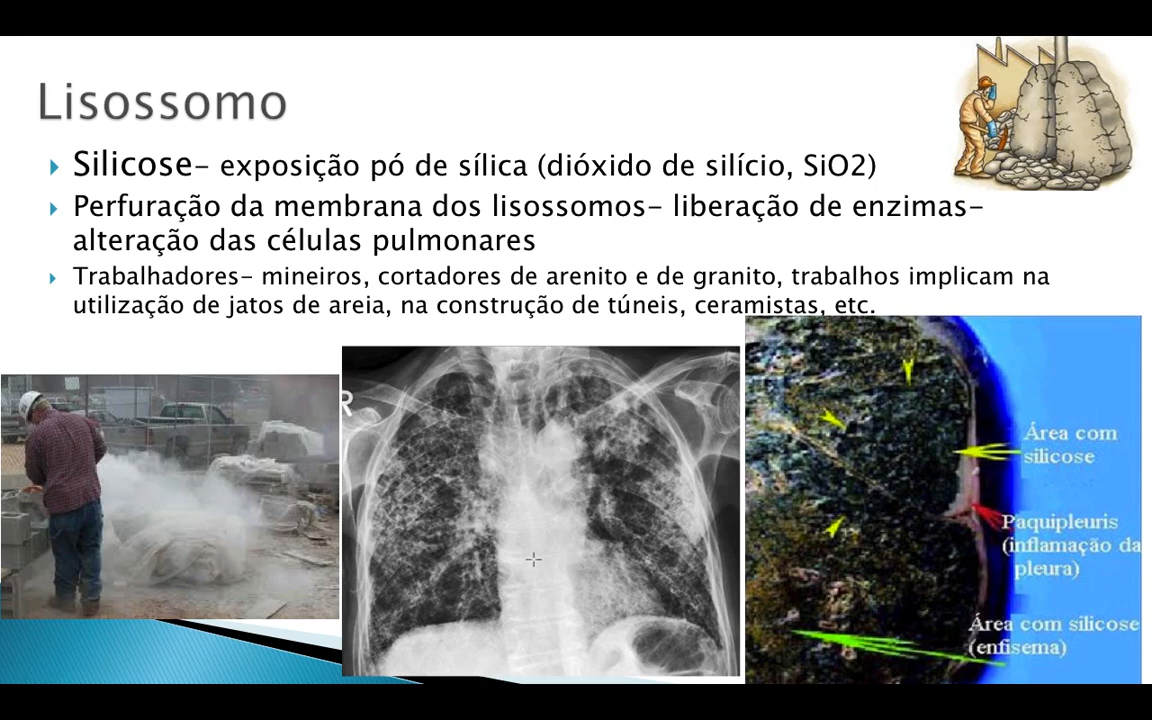 Lisossomo
Silicose– exposição pó de sílica (dióxido de silício, SiO2)
Perfuração da membrana dos lisossomos– liberação de enzimas–
alteração das células pulmonares
Trabalhadores– mineiros, cortadores de arenito e de granito, trabalhos implicam na
utilização de jatos de areia, na construção de túneis, ceramistas, etc.
R
Área com
silicose
Paquipleuris
(inflamação da
pleura)
Área com silicose
(enfisema)